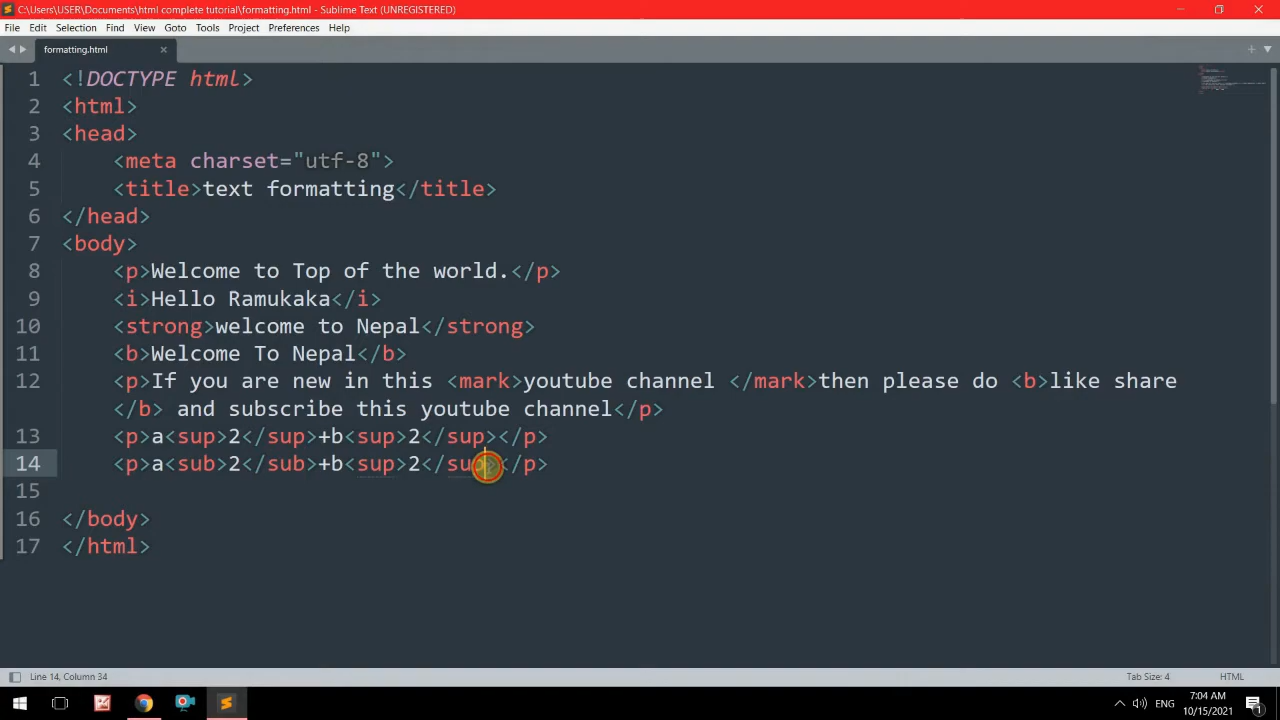 C:\Users\USER\Documents\html complete tutorial\formatting.html - Sublime Text (UNREGISTERED)
File Edit Selection Find View Goto Tools Project Preferences Help
formatting.html
1 <!DOCTYPE html>
2 <html>
3 <head>
4 <meta charset="utf-8">
5 <title>text formatting</title>
6 </head>
7 <body>
8 <p>Welcome to Top of the world.</p>
9 <i>Hello Ramukaka</i>
10 <strong>welcome to Nepal</strong>
11 <b>Welcome To Nepal</b>
12 <p>If you are new in this <mark>youtube channel </mark>then please do <b>like share
</b> and subscribe this youtube channel</p>
13 <p>a<sup>2</sup>+b<sup>2</sup></p>
14 <p>a<sub>2</sub>+b<sup>2</sup></p>
15
16 </body>
17 </html>
Line 14, Column 34 Tab Size: 4 HTML
ENG 7:04 AM
10/15/2021 1